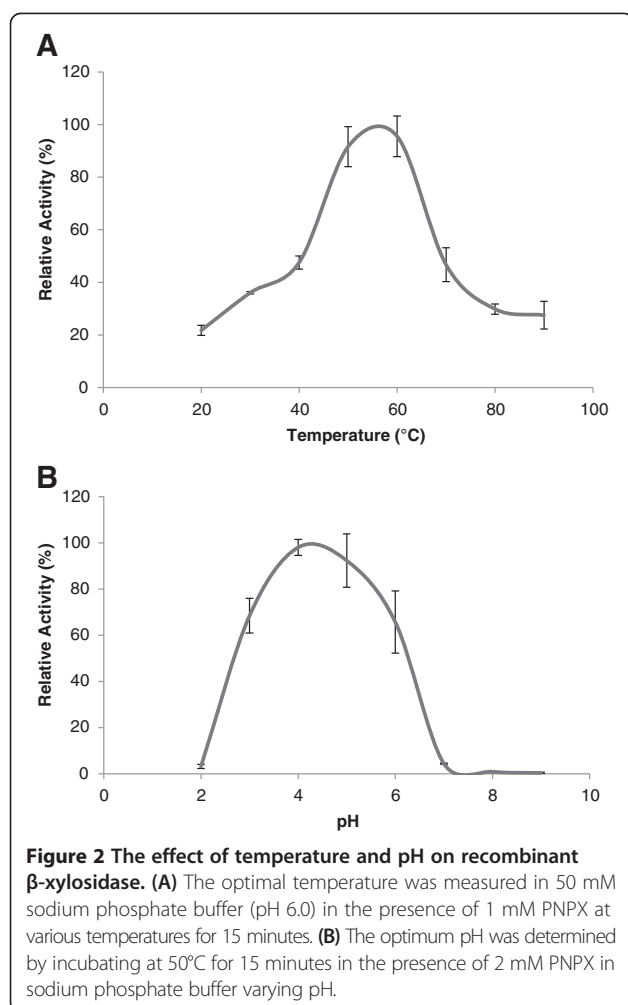 A
120
100
80
60
40
20
0
Relative Activity (%)
0 20 40 60 80 100
Temperature (°C)
B
120
100
80
60
40
20
0
Relative Activity (%)
0 2 4 6 8 10
pH
Figure 2 The effect of temperature and pH on recombinant
β-xylosidase. (A) The optimal temperature was measured in 50 mM
sodium phosphate buffer (pH 6.0) in the presence of 1 mM PNPX at
various temperatures for 15 minutes. (B) The optimum pH was determined
by incubating at 50°C for 15 minutes in the presence of 2 mM PNPX in
sodium phosphate buffer varying pH.